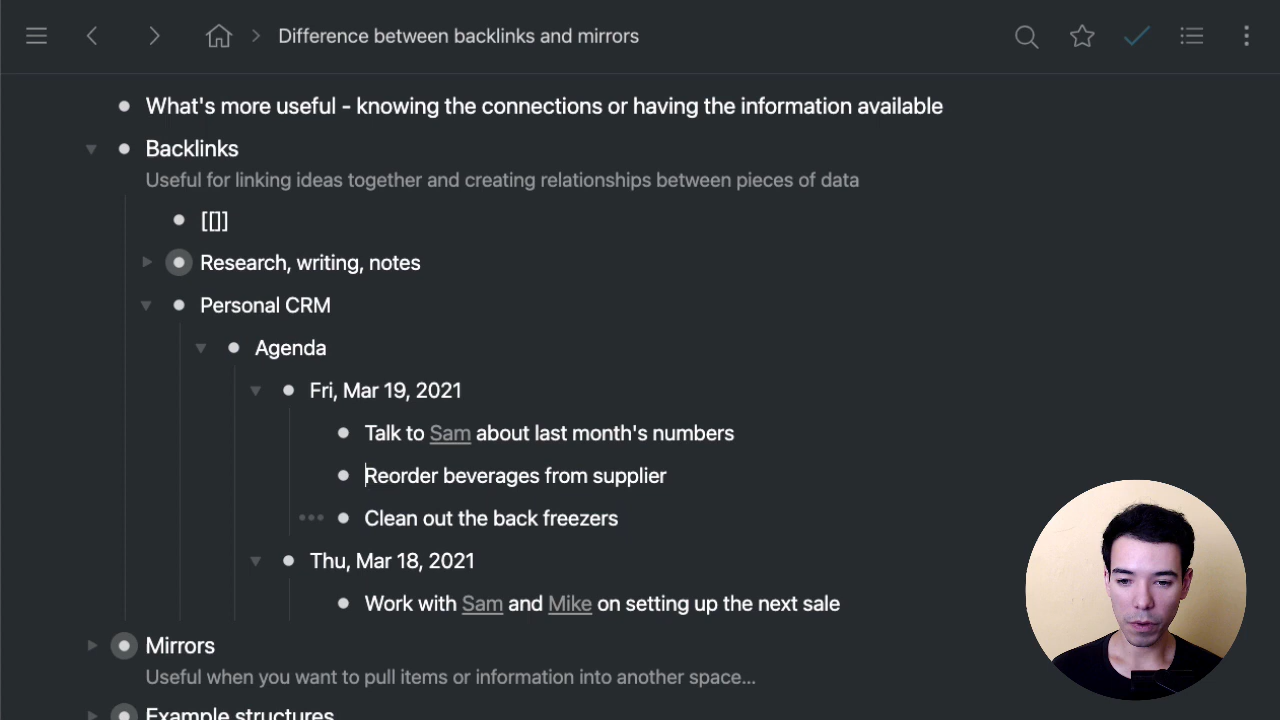 Difference between backlinks and mirrors
What's more useful - knowing the connections or having the information available
Backlinks
Useful for linking ideas together and creating relationships between pieces of data
[[]]
Research, writing, notes
Personal CRM
Agenda
Fri, Mar 19, 2021
Talk to Sam about last month's numbers
Reorder beverages from supplier
Clean out the back freezers
Thu, Mar 18, 2021
Work with Sam and Mike on setting up the next sale
Mirrors
Useful when you want to pull items or information into another space...
Example structures